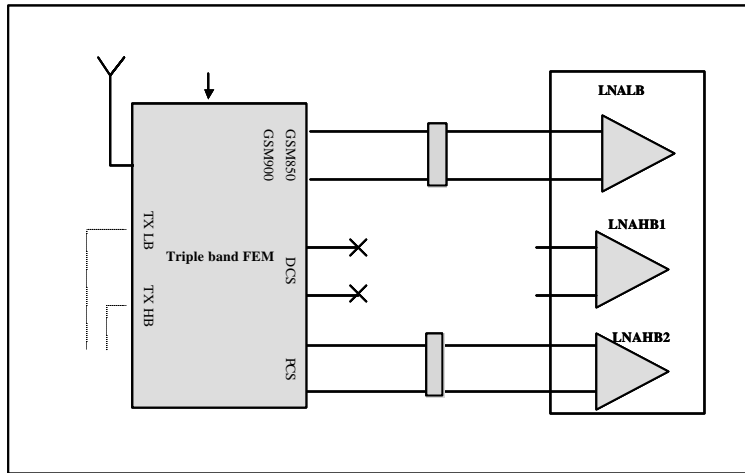 LNALB
GSM850
GSM900
TX LB
LNAHB1
Triple band FEM
DCS
TX HB
LNAHB2
PCS